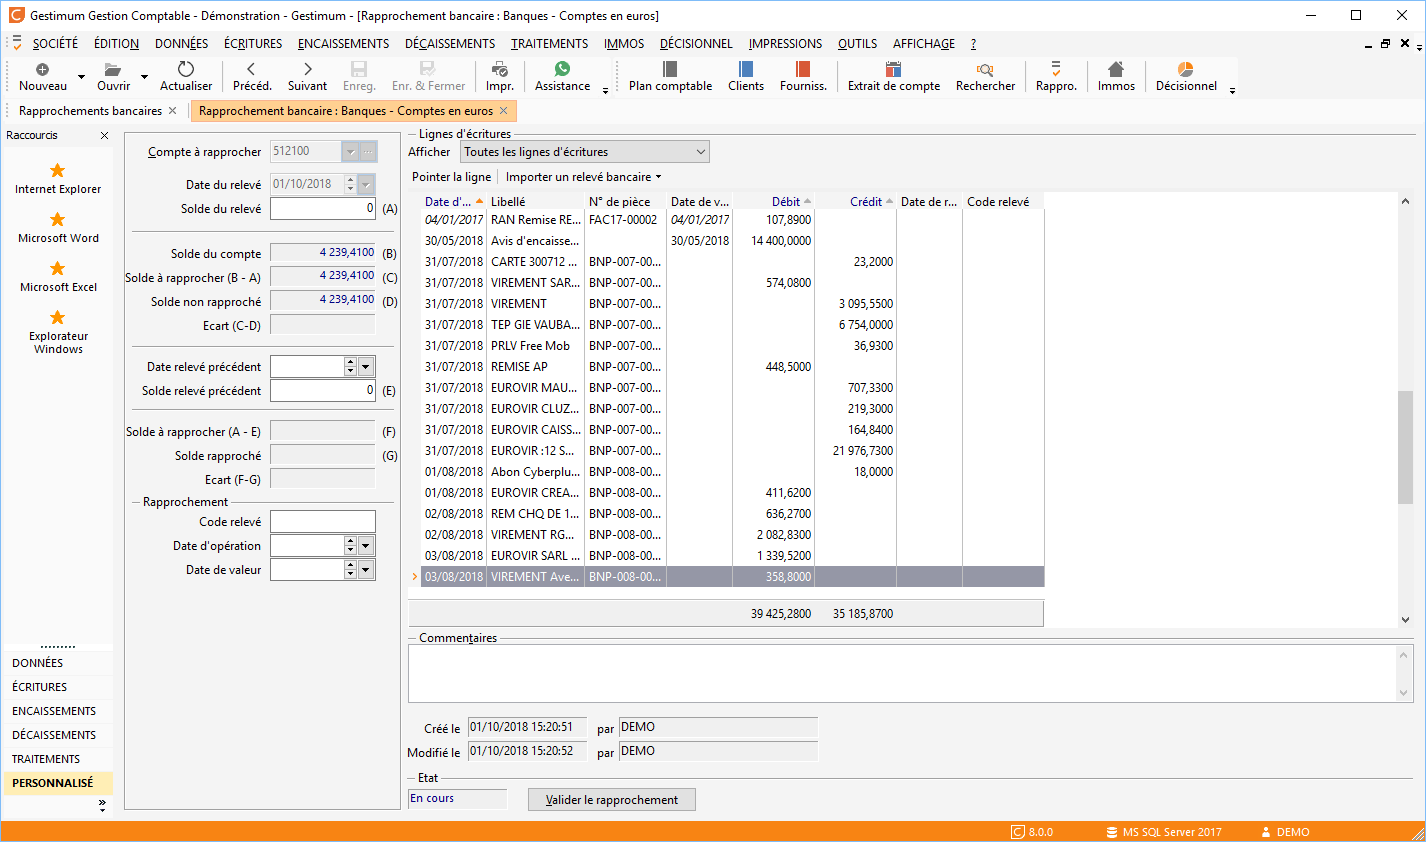 Gestimum Gestion Comptable - Démonstration - Gestimum - [Rapprochement bancaire : Banques - Comptes en euros]
SOCIÉTÉ ÉDITION DONNÉES ÉCRITURES ENCAISSEMENTS DÉCAISSEMENTS TRAITEMENTS IMMOS DÉCISIONNEL IMPRESSIONS OUTILS AFFICHAGE ?
Nouveau Ouvrir Actualiser Précéd. Suivant Enreg. Enr. & Fermer Impr. Assistance Plan comptable Clients Fourniss. Extrait de compte Rechercher Rappro. Immos Décisionnel
Rapprochements bancaires Rapprochement bancaire : Banques - Comptes en euros
Raccourcis
Internet Explorer
Microsoft Word
Microsoft Excel
Explorateur
Windows
DONNÉES
ÉCRITURES
ENCAISSEMENTS
DÉCAISSEMENTS
TRAITEMENTS
PERSONNALISÉ
Compte à rapprocher 512100
Date du relevé 01/10/2018
Solde du relevé 0 (A)
Solde du compte 4 239,4100 (B)
Solde à rapprocher (B - A) 4 239,4100 (C)
Solde non rapproché 4 239,4100 (D)
Ecart (C-D)
Date relevé précédent
Solde relevé précédent 0 (E)
Solde à rapprocher (A - E) (F)
Solde rapproché (G)
Ecart (F-G)
Rapprochement
Code relevé
Date d'opération
Date de valeur
Lignes d'écritures
Afficher Toutes les lignes d'écritures
Pointer la ligne Importer un relevé bancaire
Date d'... Libellé N° de pièce Date de v... Débit Crédit Date de r... Code relevé
04/01/2017 RAN Remise RE... FAC17-00002 04/01/2017 107,8900
30/05/2018 Avis d'encaisse... 30/05/2018 14 400,0000
31/07/2018 CARTE 300712 ... BNP-007-00... 23,2000
31/07/2018 VIREMENT SAR... BNP-007-00... 574,0800
31/07/2018 VIREMENT BNP-007-00... 3 095,5500
31/07/2018 TEP GIE VAUBA... BNP-007-00... 6 754,0000
31/07/2018 PRLV Free Mob BNP-007-00... 36,9300
31/07/2018 REMISE AP BNP-007-00... 448,5000
31/07/2018 EUROVIR MAU... BNP-007-00... 707,3300
31/07/2018 EUROVIR CLUZ... BNP-007-00... 219,3000
31/07/2018 EUROVIR CAISS... BNP-007-00... 164,8400
31/07/2018 EUROVIR :12 S... BNP-007-00... 21 976,7300
01/08/2018 Abon Cyberplu... BNP-008-00... 18,0000
01/08/2018 EUROVIR CREA... BNP-008-00... 411,6200
02/08/2018 REM CHQ DE 1... BNP-008-00... 636,2700
02/08/2018 VIREMENT RG... BNP-008-00... 2 082,8300
03/08/2018 EUROVIR SARL ... BNP-008-00... 1 339,5200
03/08/2018 VIREMENT Ave... BNP-008-00... 358,8000
39 425,2800 35 185,8700
Commentaires
Créé le 01/10/2018 15:20:51 par DEMO
Modifié le 01/10/2018 15:20:52 par DEMO
Etat
En cours Valider le rapprochement
8.0.0 MS SQL Server 2017 DEMO